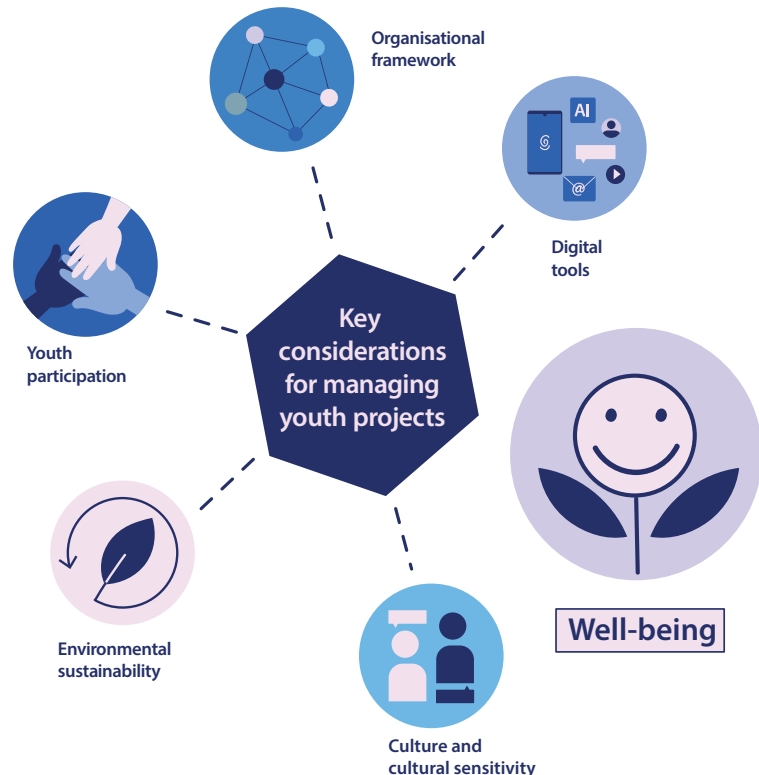 Organisational
framework
AI
@
Digital
tools
Key
considerations
for managing
youth projects
Youth
participation
Well-being
Environmental
sustainability
Culture and
cultural sensitivity